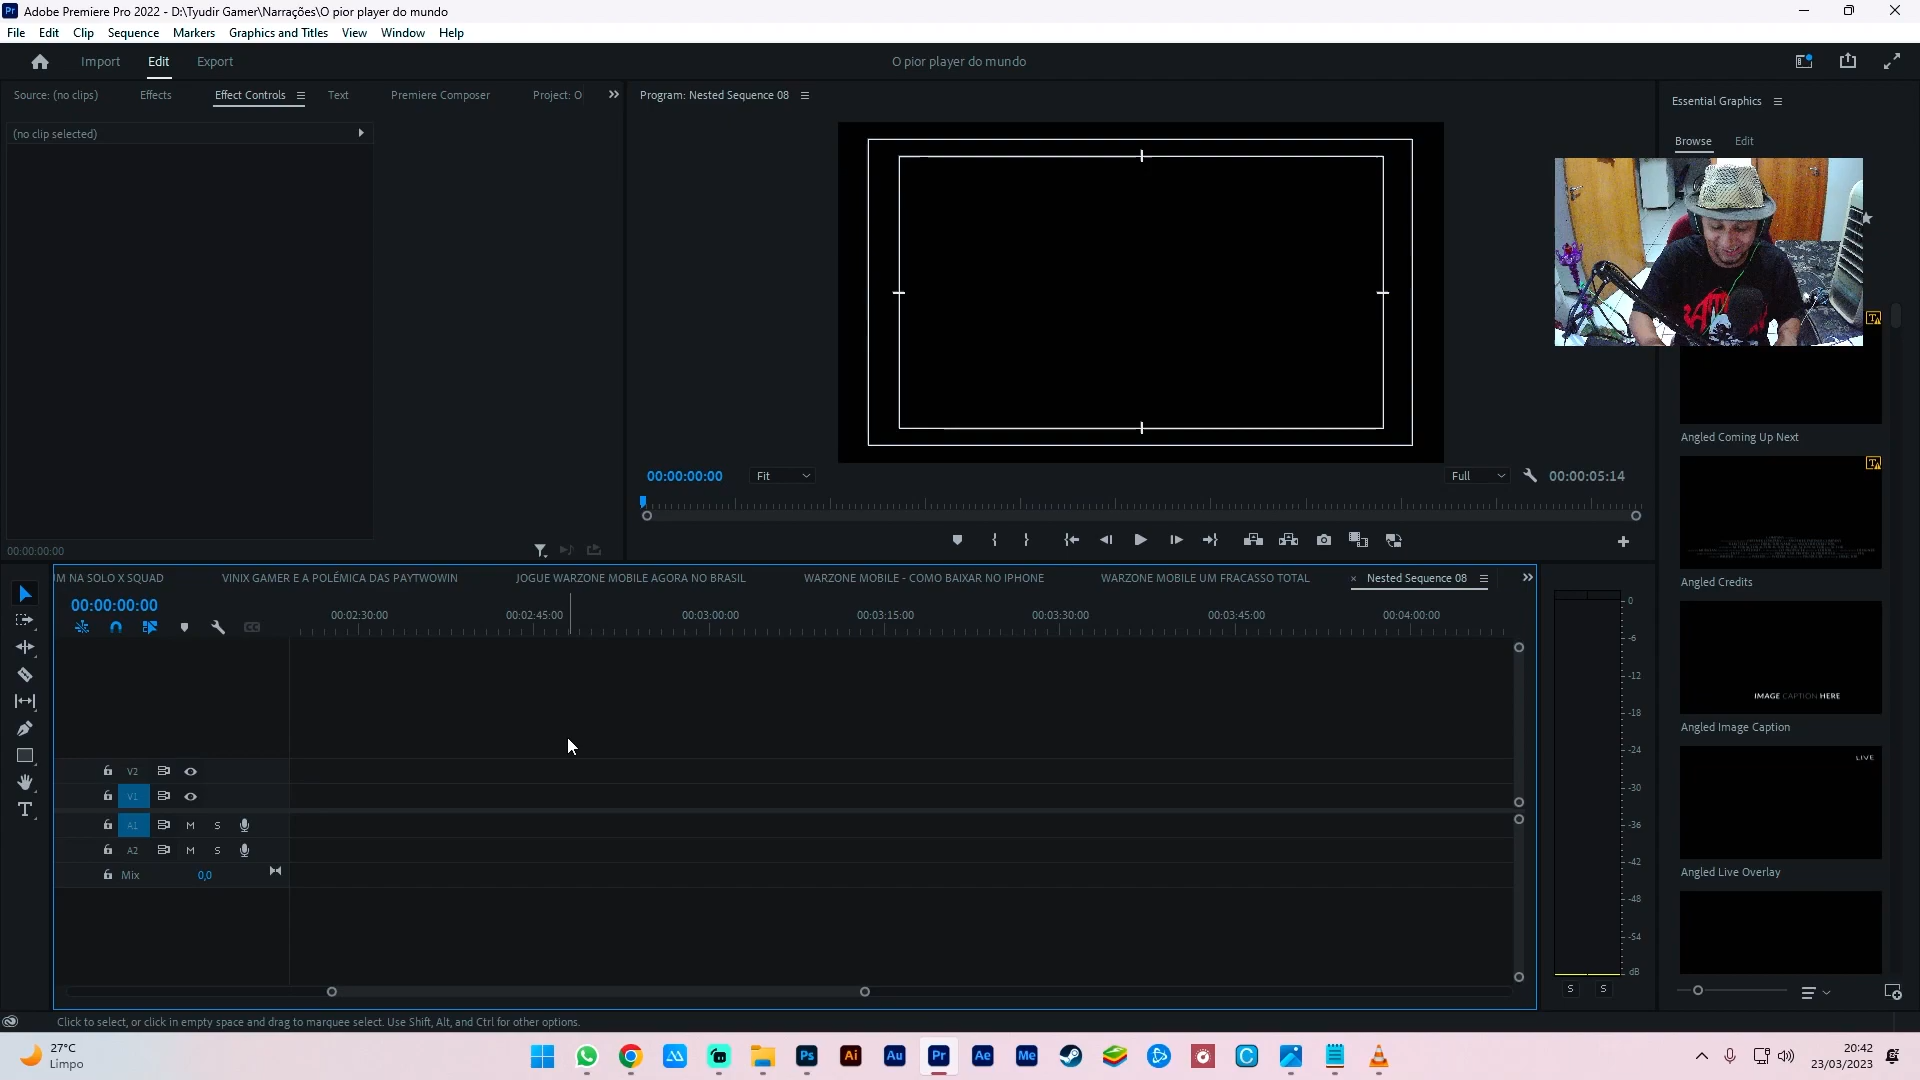 Adobe Premiere Pro 2022 - D:\Tyudir Gamer\Narrações\O pior player do mundo
File Edit Clip Sequence Markers Graphics and Titles View Window Help
Import Edit Export O pior player do mundo
Source: (no clips) Effects Effect Controls Text Premiere Composer Project: O
Program: Nested Sequence 08
Essential Graphics
Browse Edit
(no clip selected)
00:00:00:00
00:00:00:00 Fit Full 00:00:05:14
Angled Coming Up Next
Angled Credits
IMAGE CAPTION HERE
Angled Image Caption
LIVE
Angled Live Overlay
M NA SOLO X SQUAD VINIX GAMER E A POLÊMICA DAS PAYTWOWIN JOGUE WARZONE MOBILE AGORA NO BRASIL WARZONE MOBILE - COMO BAIXAR NO IPHONE WARZONE MOBILE UM FRACASSO TOTAL × Nested Sequence 08
00:00:00:00
00:02:30:00 00:02:45:00 00:03:00:00 00:03:15:00 00:03:30:00 00:03:45:00 00:04:00:00
V2
V1
A1 M S
A2 M S
Mix 0,0
0
-6
-12
-18
-24
-30
-36
-42
-48
-54
dB
S S
Click to select, or click in empty space and drag to marquee select. Use Shift, Alt, and Ctrl for other options.
27°C
Limpo
Ps Ai Au Pr Ae Me
20:42
23/03/2023